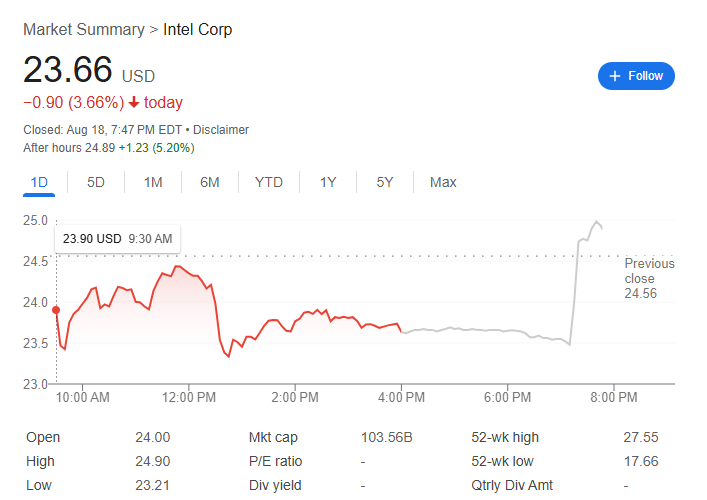 Market Summary > Intel Corp
23.66 USD
+ Follow
−0.90 (3.66%) ↓ today
Closed: Aug 18, 7:47 PM EDT • Disclaimer
After hours 24.89 +1.23 (5.20%)
1D 5D 1M 6M YTD 1Y 5Y Max
25.0
23.90 USD 9:30 AM
24.5
Previous
close
24.56
24.0
23.5
23.0
10:00 AM 12:00 PM 2:00 PM 4:00 PM 6:00 PM 8:00 PM
Open 24.00 Mkt cap 103.56B 52-wk high 27.55
High 24.90 P/E ratio - 52-wk low 17.66
Low 23.21 Div yield - Qtrly Div Amt -